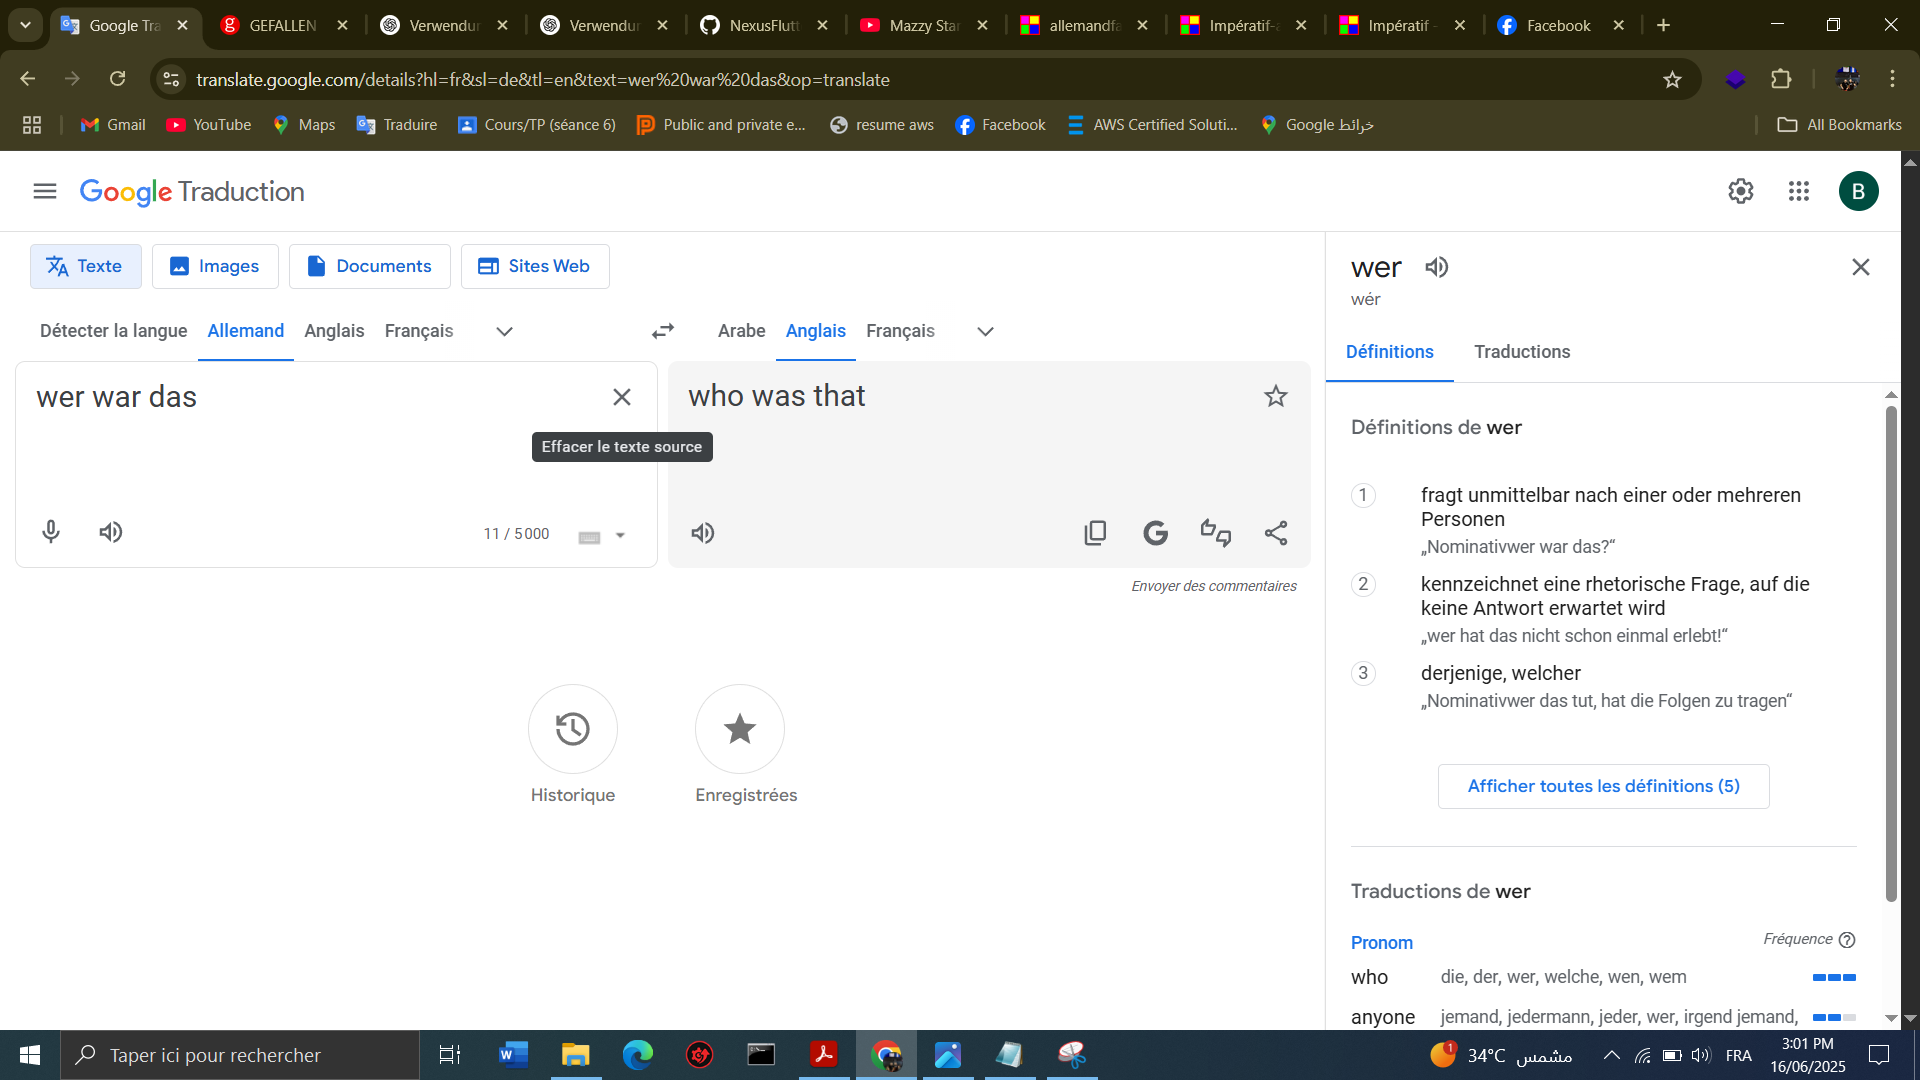 Google Tra
GEFALLEN
Verwendur
Verwendur
NexusFlutt
Mazzy Star
allemandfa
Impératif-a
Impératif -
Facebook
translate.google.com/details?hl=fr&sl=de&tl=en&text=wer%20war%20das&op=translate
Gmail
YouTube
Maps
Traduire
Cours/TP (séance 6)
Public and private e...
resume aws
Facebook
AWS Certified Soluti...
خرائط Google
All Bookmarks
Google Traduction
B
Texte
Images
Documents
Sites Web
Détecter la langue
Allemand
Anglais
Français
Arabe
Anglais
Français
wer war das
who was that
Effacer le texte source
11 / 5 000
Envoyer des commentaires
Historique
Enregistrées
wer
wėr
Définitions
Traductions
Définitions de wer
1
fragt unmittelbar nach einer oder mehreren
Personen
„Nominativwer war das?“
2
kennzeichnet eine rhetorische Frage, auf die
keine Antwort erwartet wird
„wer hat das nicht schon einmal erlebt!“
3
derjenige, welcher
„Nominativwer das tut, hat die Folgen zu tragen“
Afficher toutes les définitions (5)
Traductions de wer
Pronom
Fréquence
who
die, der, wer, welche, wen, wem
anyone
jemand, jedermann, jeder, wer, irgend jemand,
Taper ici pour rechercher
1
34°C مشمس
FRA
3:01 PM
16/06/2025